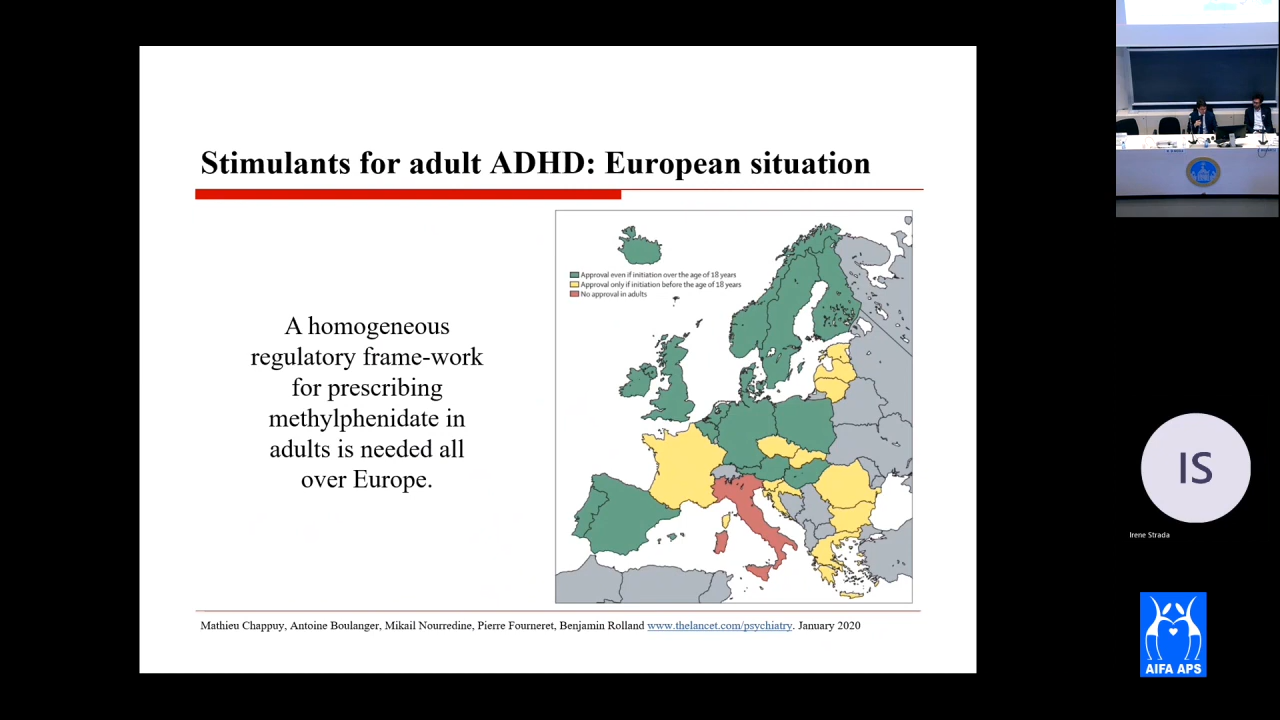 Stimulants for adult ADHD: European situation
Approval even if initiation over the age of 18 years
Approval only if initiation before the age of 18 years
No approval in adults
A homogeneous
regulatory frame-work
for prescribing
methylphenidate in
adults is needed all
over Europe.
Mathieu Chappuy, Antoine Boulanger, Mikail Nourredine, Pierre Fourneret, Benjamin Rolland www.thelancet.com/psychiatry. January 2020
IS
Irene Strada
AIFA APS